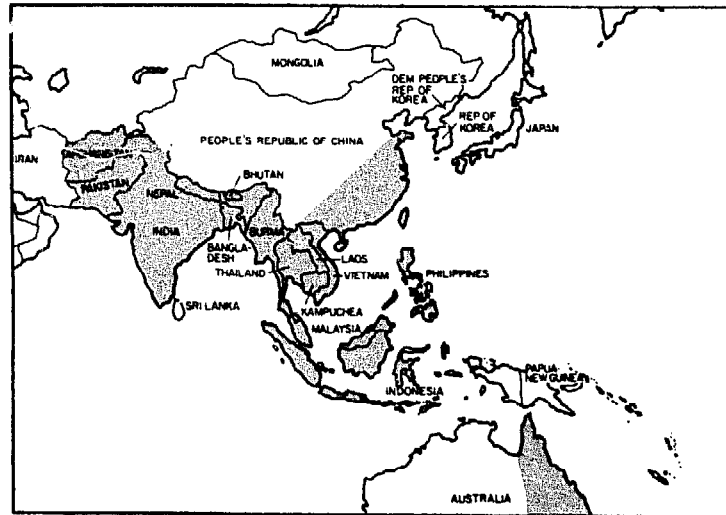 MONGOLIA
DEM PEOPLE'S
REP OF
KOREA
REP OF
KOREA
JAPAN
PEOPLE'S REPUBLIC OF CHINA
IRAN
AFGHANISTAN
PAKISTAN
BHUTAN
NEPAL
INDIA
BURMA
BANGLA-
DESH
LAOS
THAILAND
VIETNAM
PHILIPPINES
SRI LANKA
KAMPUCHEA
MALAYSIA
INDONESIA
PAPUA
NEW GUINEA
AUSTRALIA